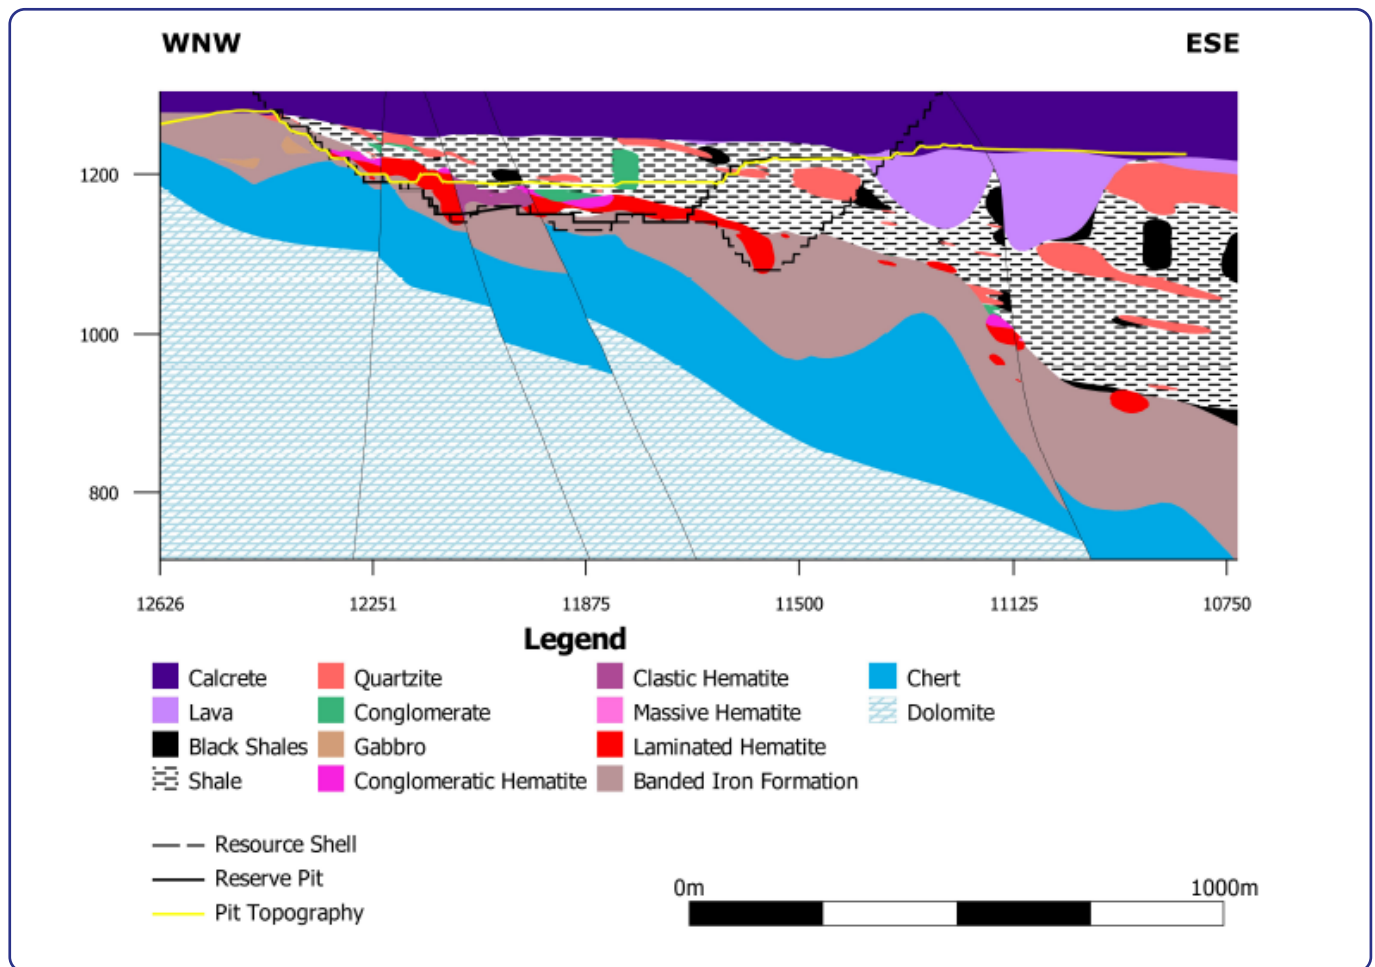 WNW ESE
1200
1000
800
12626 12251 11875 11500 11125 10750
Legend
Calcrete Quartzite Clastic Hematite Chert
Lava Conglomerate Massive Hematite Dolomite
Black Shales Gabbro Laminated Hematite
Shale Conglomeratic Hematite Banded Iron Formation
Resource Shell
Reserve Pit
Pit Topography
0m 1000m